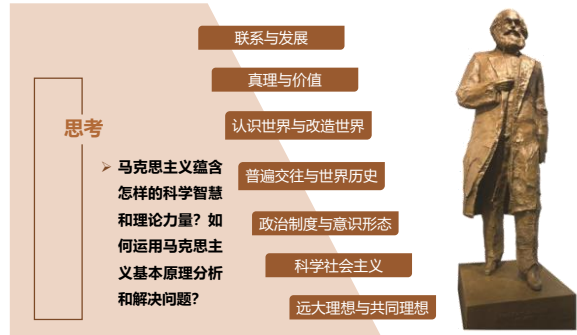 联系与发展
真理与价值
认识世界与改造世界
普遍交往与世界历史
政治制度与意识形态
科学社会主义
远大理想与共同理想
思考
马克思主义蕴含
怎样的科学智慧
和理论力量？如
何运用马克思主
义基本原理分析
和解决问题？